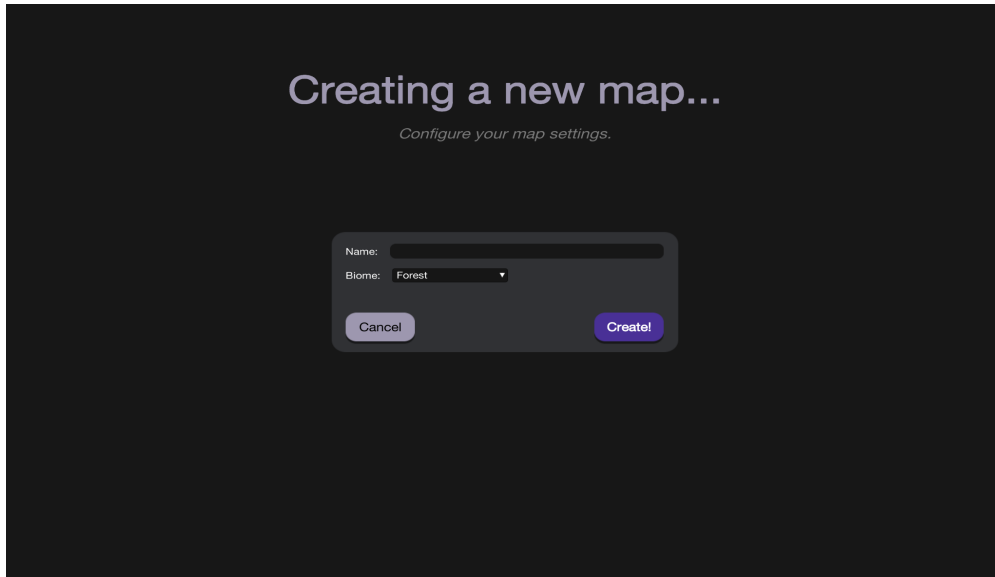 Creating a new map...
Configure your map settings.
Name:
Biome: Forest
Cancel Create!